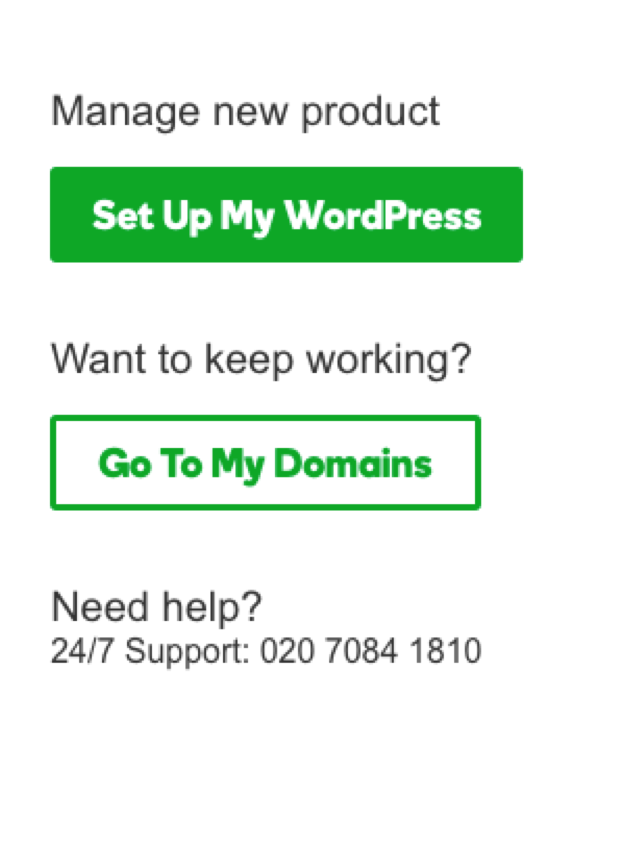 Manage new product
Set Up My WordPress
Want to keep working?
Go To My Domains
Need help?
24/7 Support: 020 7084 1810